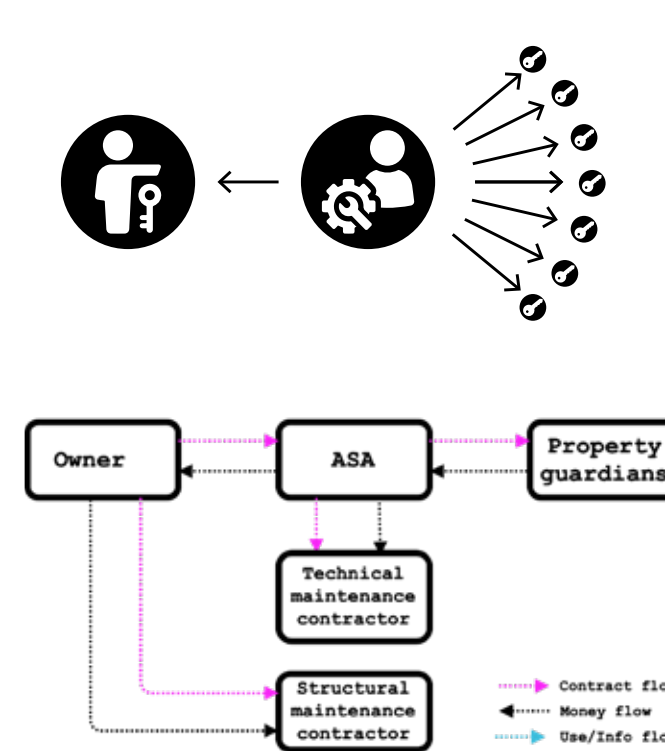 Owner
ASA
Property
guardians
Technical
maintenance
contractor
Structural
maintenance
contractor
Contract flo
Money flow
Use/Info flo